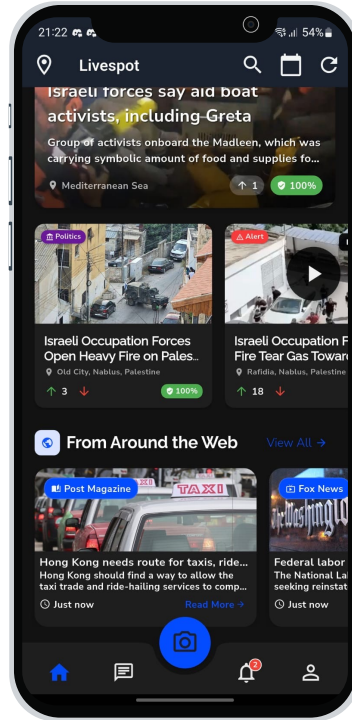 21:22
54%
Livespot
Israeli forces say aid boat
activists, including Greta
Group of activists onboard the Madleen, which was
carrying symbolic amount of food and supplies fo...
Mediterranean Sea
1
100%
Politics
Alert
Israeli Occupation Forces
Open Heavy Fire on Pales...
Old City, Nablus, Palestine
3
100%
Israeli Occupation F
Fire Tear Gas Towar
Rafidia, Nablus, Palestine
18
From Around the Web
View All →
Post Magazine
TAXI
Fox News
Washingto
Hong Kong needs route for taxis, ride...
Hong Kong should find a way to allow the
taxi trade and ride-hailing services to comp...
Just now
Read More →
Federal labor
The National La
seeking reinstat
Just now
2